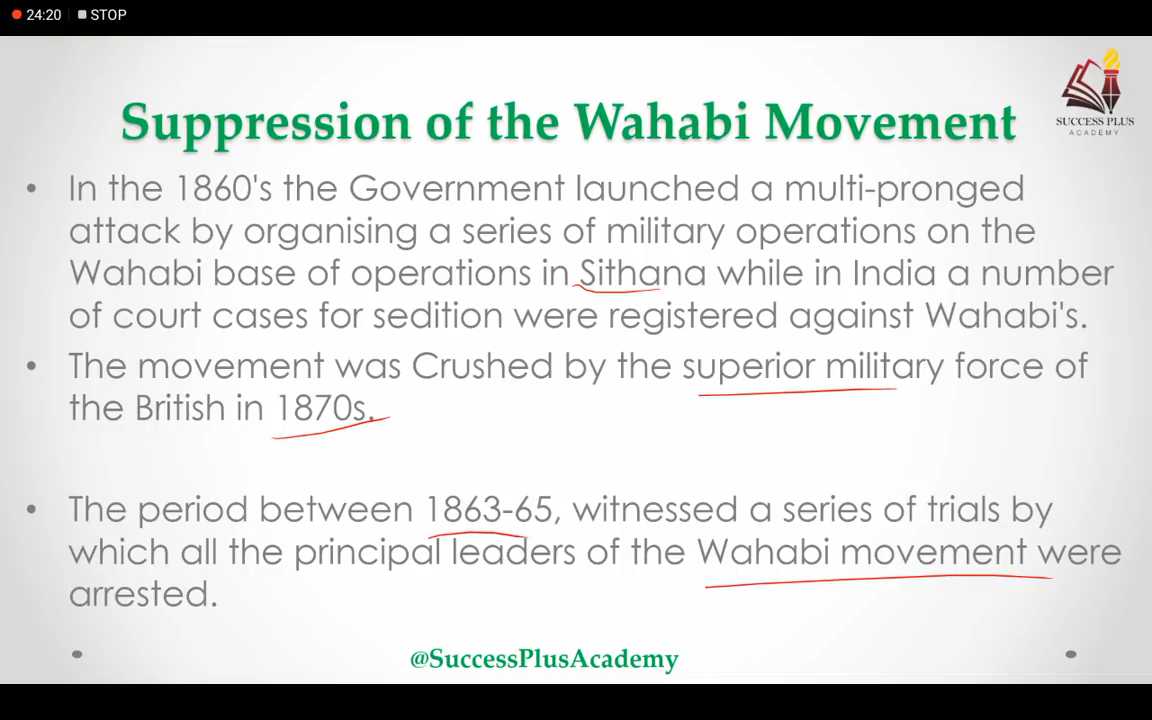 24:20 STOP
SUCCESS PLUS
ACADEMY
Suppression of the Wahabi Movement
• In the 1860's the Government launched a multi-pronged
attack by organising a series of military operations on the
Wahabi base of operations in Sithana while in India a number
of court cases for sedition were registered against Wahabi's.
• The movement was Crushed by the superior military force of
the British in 1870s.
• The period between 1863-65, witnessed a series of trials by
which all the principal leaders of the Wahabi movement were
arrested.
@SuccessPlusAcademy